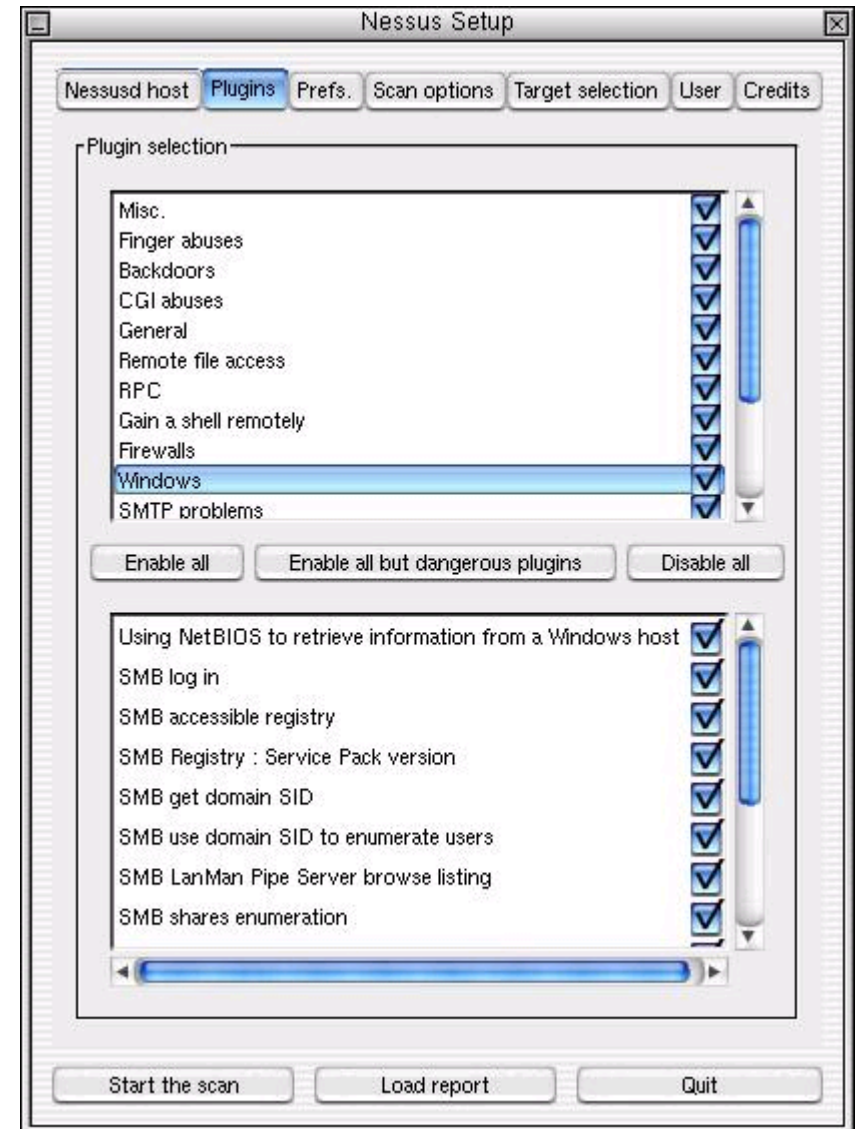 Nessus Setup
Nessusd host Plugins Prefs. Scan options Target selection User Credits
Plugin selection
Misc.
Finger abuses
Backdoors
CGI abuses
General
Remote file access
RPC
Gain a shell remotely
Firewalls
Windows
SMTP problems
Enable all Enable all but dangerous plugins Disable all
Using NetBIOS to retrieve information from a Windows host
SMB log in
SMB accessible registry
SMB Registry : Service Pack version
SMB get domain SID
SMB use domain SID to enumerate users
SMB LanMan Pipe Server browse listing
SMB shares enumeration
Start the scan Load report Quit